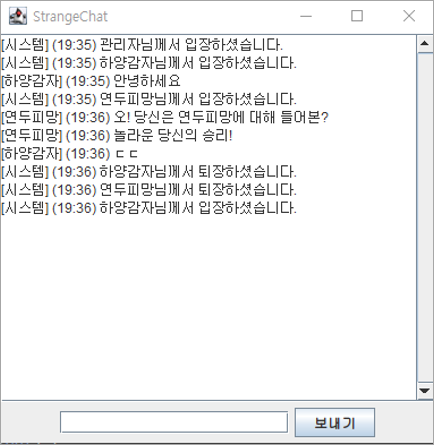 StrangeChat
[시스템] (19:35) 관리자님께서 입장하셨습니다.
[시스템] (19:35) 하양감자님께서 입장하셨습니다.
[하양감자] (19:35) 안녕하세요
[시스템] (19:35) 연두피망님께서 입장하셨습니다.
[연두피망] (19:36) 오! 당신은 연두피망에 대해 들어본?
[연두피망] (19:36) 놀라운 당신의 승리!
[하양감자] (19:36) ㄷㄷ
[시스템] (19:36) 하양감자님께서 퇴장하셨습니다.
[시스템] (19:36) 연두피망님께서 퇴장하셨습니다.
[시스템] (19:36) 하양감자님께서 입장하셨습니다.
보내기